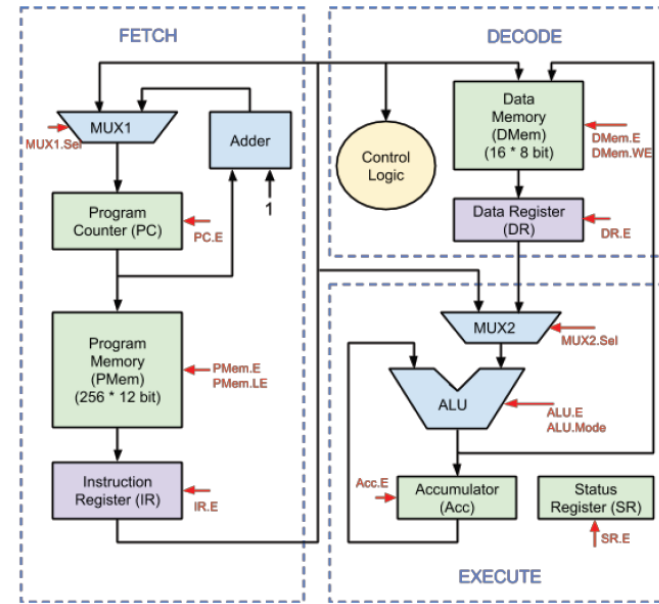 FETCH
DECODE
MUX1
MUX1.Sel
Adder
1
Program
Counter (PC)
PC.E
Program
Memory
(PMem)
(256 * 12 bit)
PMem.E
PMem.LE
Instruction
Register (IR)
IR.E
Control
Logic
Data
Memory
(DMem)
(16 * 8 bit)
DMem.E
DMem.WE
Data Register
(DR)
DR.E
MUX2
MUX2.Sel
ALU
ALU.E
ALU.Mode
Acc.E
Accumulator
(Acc)
Status
Register (SR)
SR.E
EXECUTE